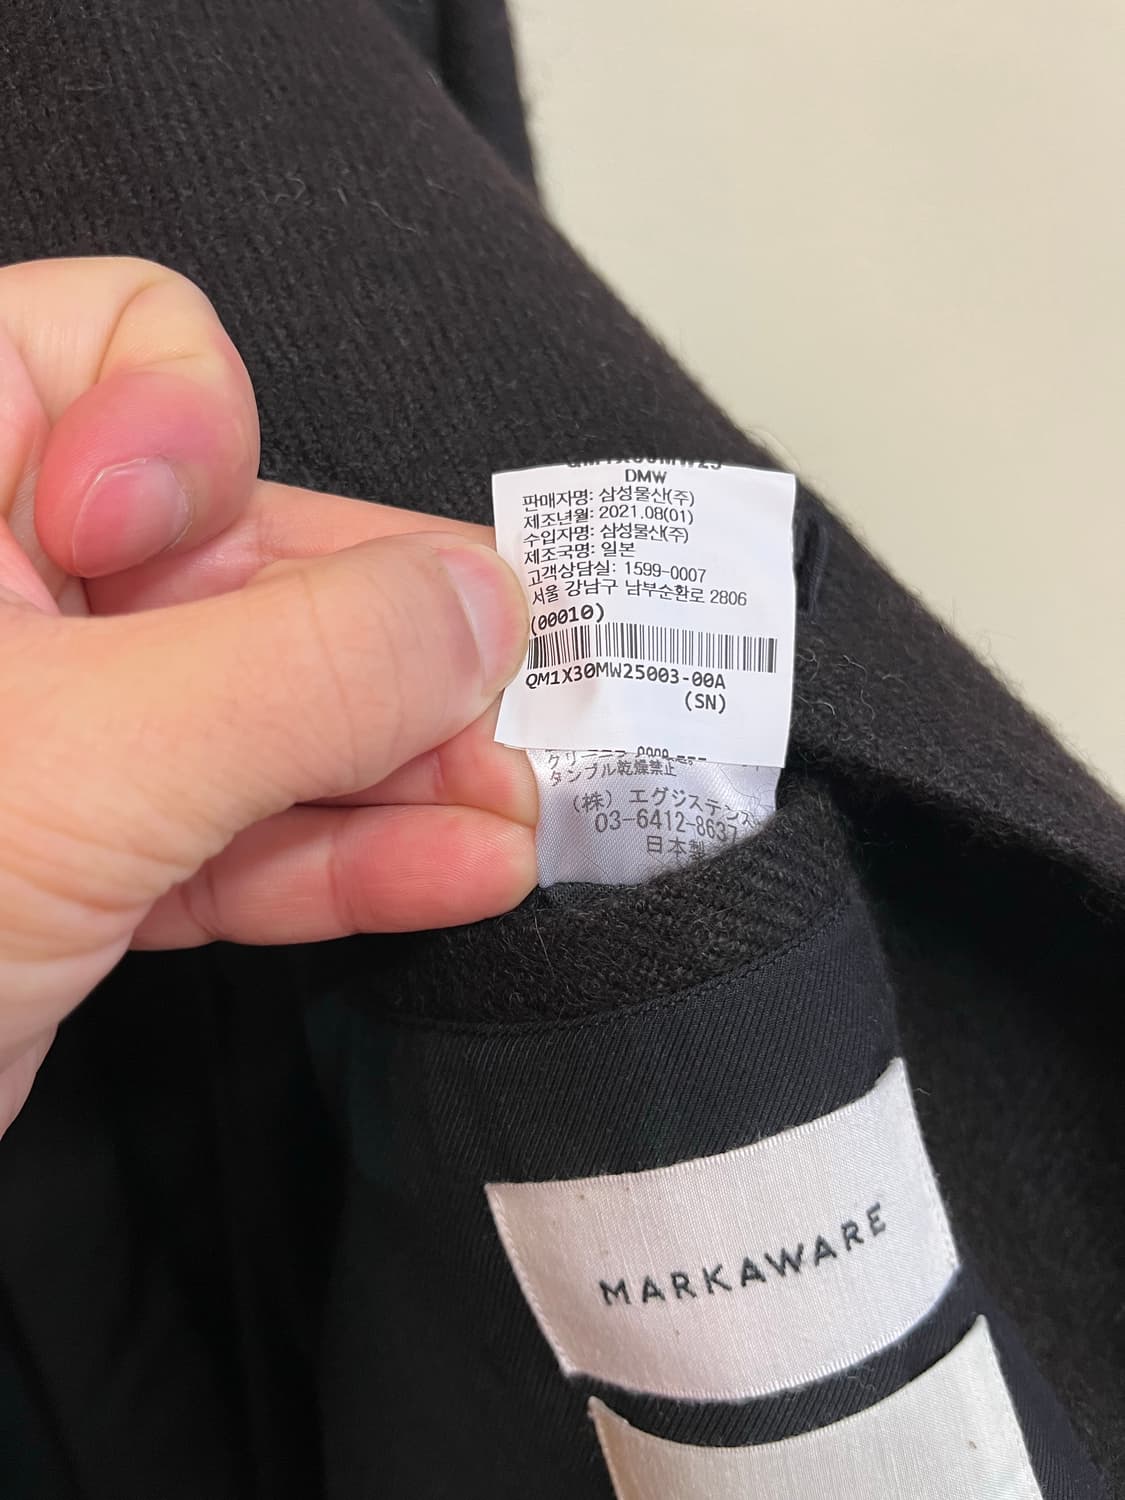 DMW
판매자명: 삼성물산(주)
제조년월: 2021.08(01)
수입자명: 삼성물산(주)
제조국명: 일본
고객상담실: 1599-0007
서울 강남구 남부순환로 2806
(00010)
QM1X30MW25003-00A
(SN)
タンブル乾燥禁止
(株) エグジステンス
03-6412-8637
日本製
MARKAWARE